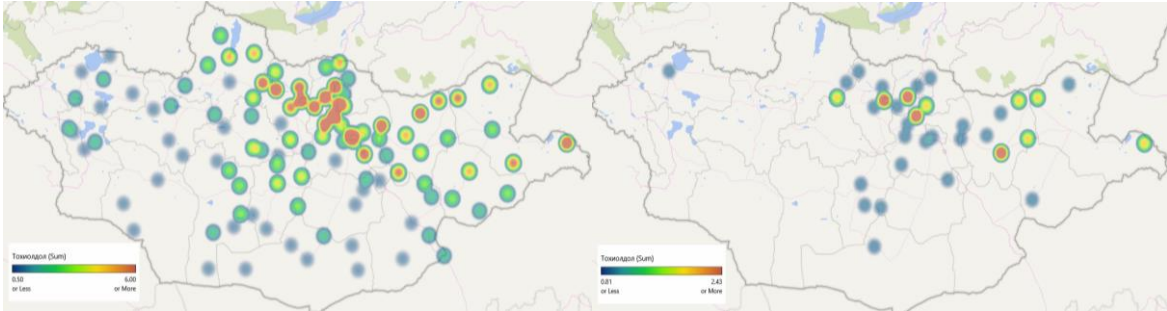 Тохиолдол (Sum)
0.50 6.00
or Less or More
Тохиолдол (Sum)
0.81 2.43
or Less or More